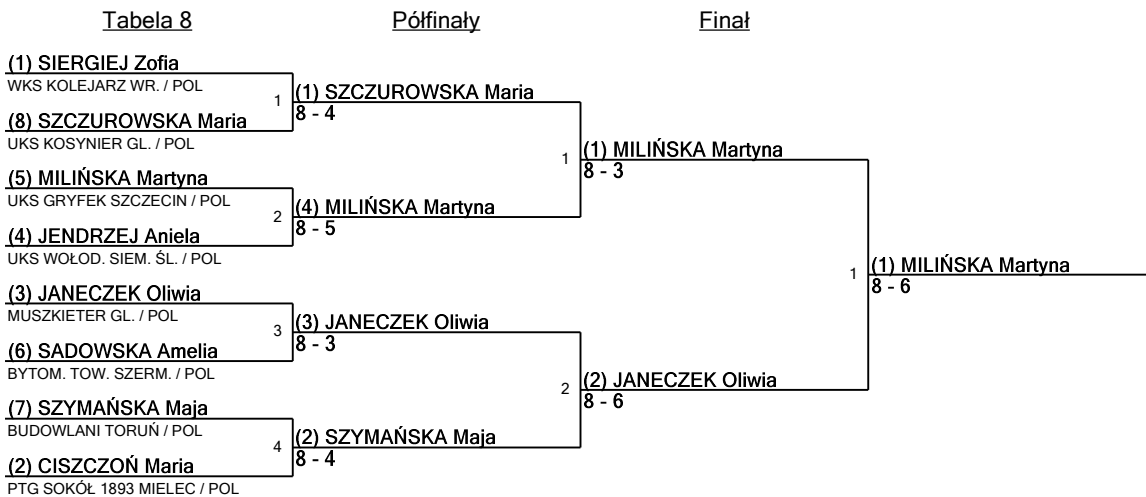 Tabela 8
Półfinały
Finał
(1) SIERGIEJ Zofia
WKS KOLEJARZ WR. / POL
1
(8) SZCZUROWSKA Maria
UKS KOSYNIER GL. / POL
(5) MILIŃSKA Martyna
UKS GRYFEK SZCZECIN / POL
2
(4) JENDRZEJ Aniela
UKS WOŁOD. SIEM. ŚL. / POL
(3) JANECZEK Oliwia
MUSZKIETER GL. / POL
3
(6) SADOWSKA Amelia
BYTOM. TOW. SZERM. / POL
(7) SZYMAŃSKA Maja
BUDOWLANI TORUŃ / POL
4
(2) CISZCZOŃ Maria
PTG SOKÓŁ 1893 MIELEC / POL
(1) SZCZUROWSKA Maria
8 - 4
1
(4) MILIŃSKA Martyna
8 - 5
(3) JANECZEK Oliwia
8 - 3
2
(2) SZYMAŃSKA Maja
8 - 4
(1) MILIŃSKA Martyna
8 - 3
1
(2) JANECZEK Oliwia
8 - 6
(1) MILIŃSKA Martyna
8 - 6